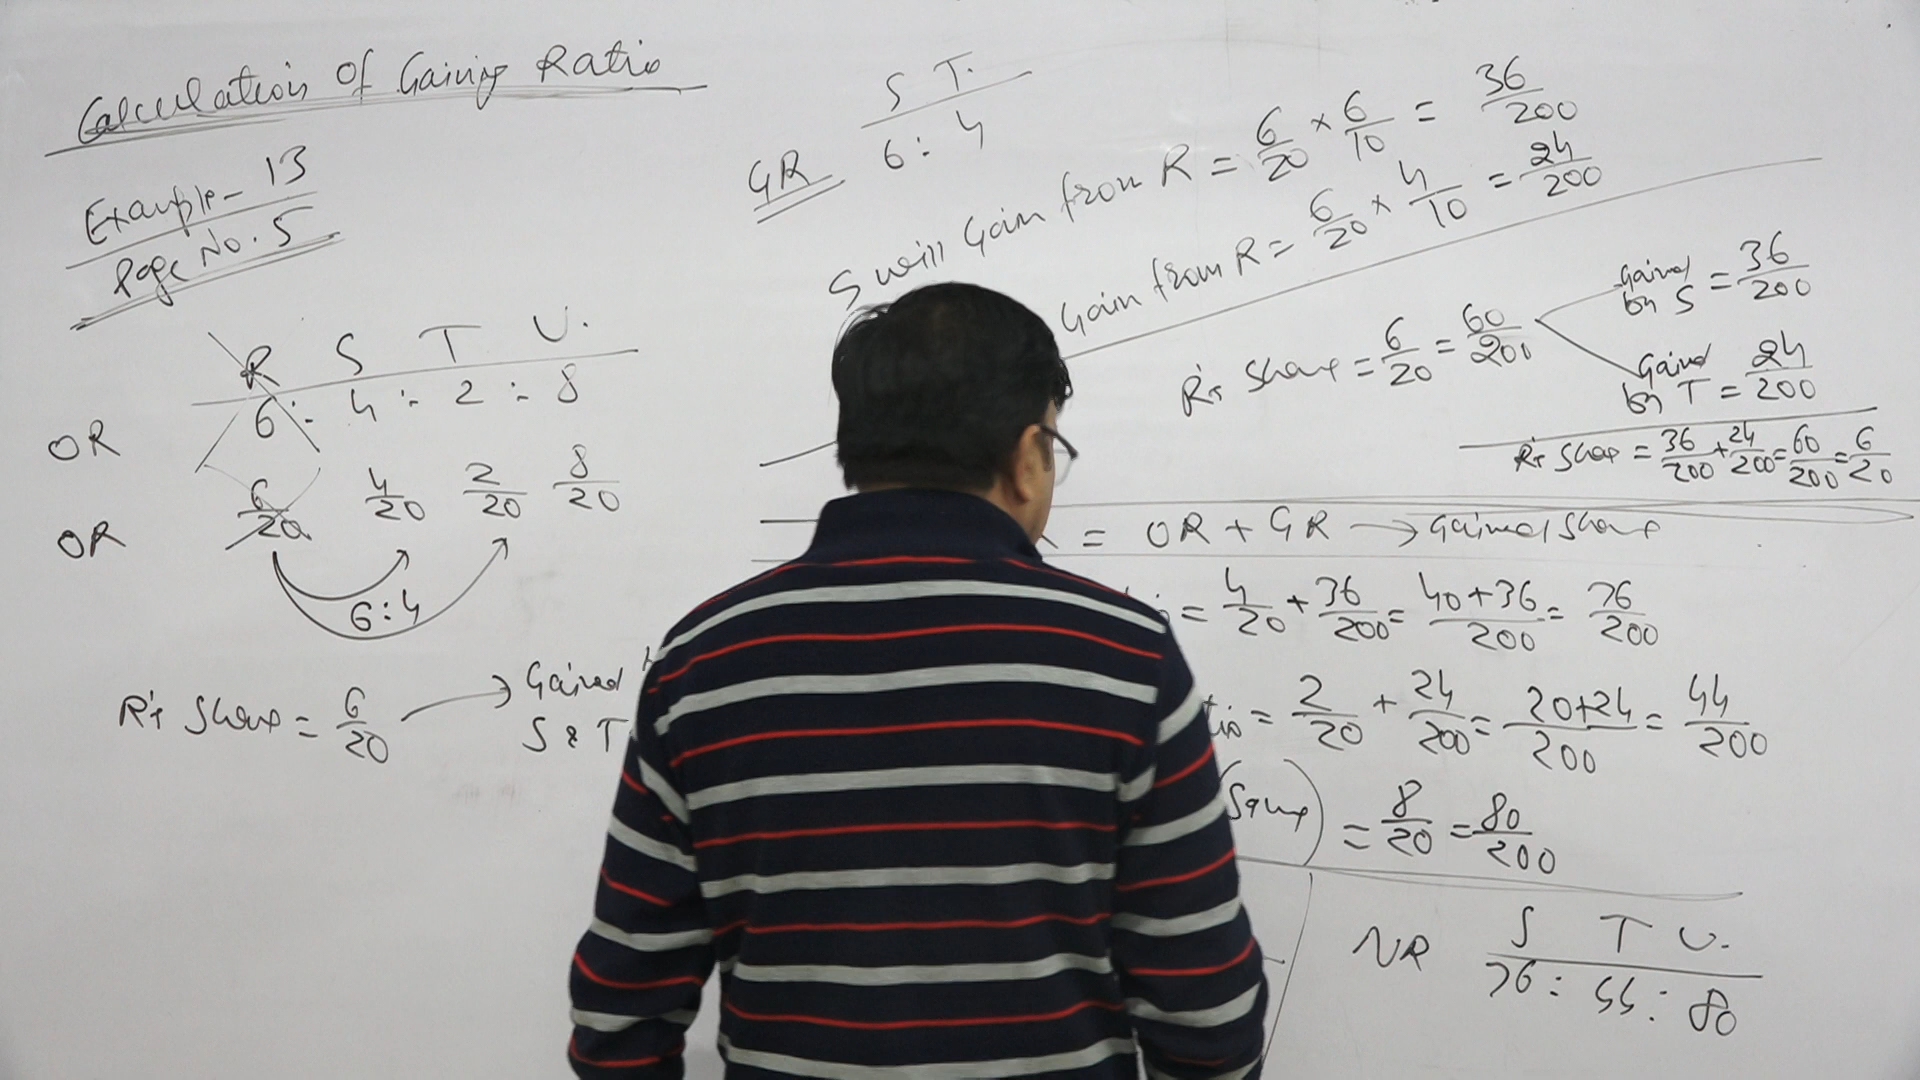 Calculation Of Gaining Ratio
Example - 13
Page No. 5
R S T U.
OR 6 : 4 : 2 : 8
OR 6/20 4/20 2/20 8/20
6 : 4
R's Share = 6/20 → Gained
S & T
S T.
GR 6 : 4
S will Gain from R = 6/20 × 6/10 = 36/200
Gain from R = 6/20 × 4/10 = 24/200
R's Share = 6/20 = 60/200
Gained by S = 36/200
Gained by T = 24/200
R's Share = 36/200 + 24/200 = 60/200 = 6/20
= OR + GR → Gained Share
= 4/20 + 36/200 = 40+36/200 = 76/200
tio = 2/20 + 24/200 = 20+24/200 = 44/200
(Same) = 8/20 = 80/200
S T U.
NR 76 : 44 : 80